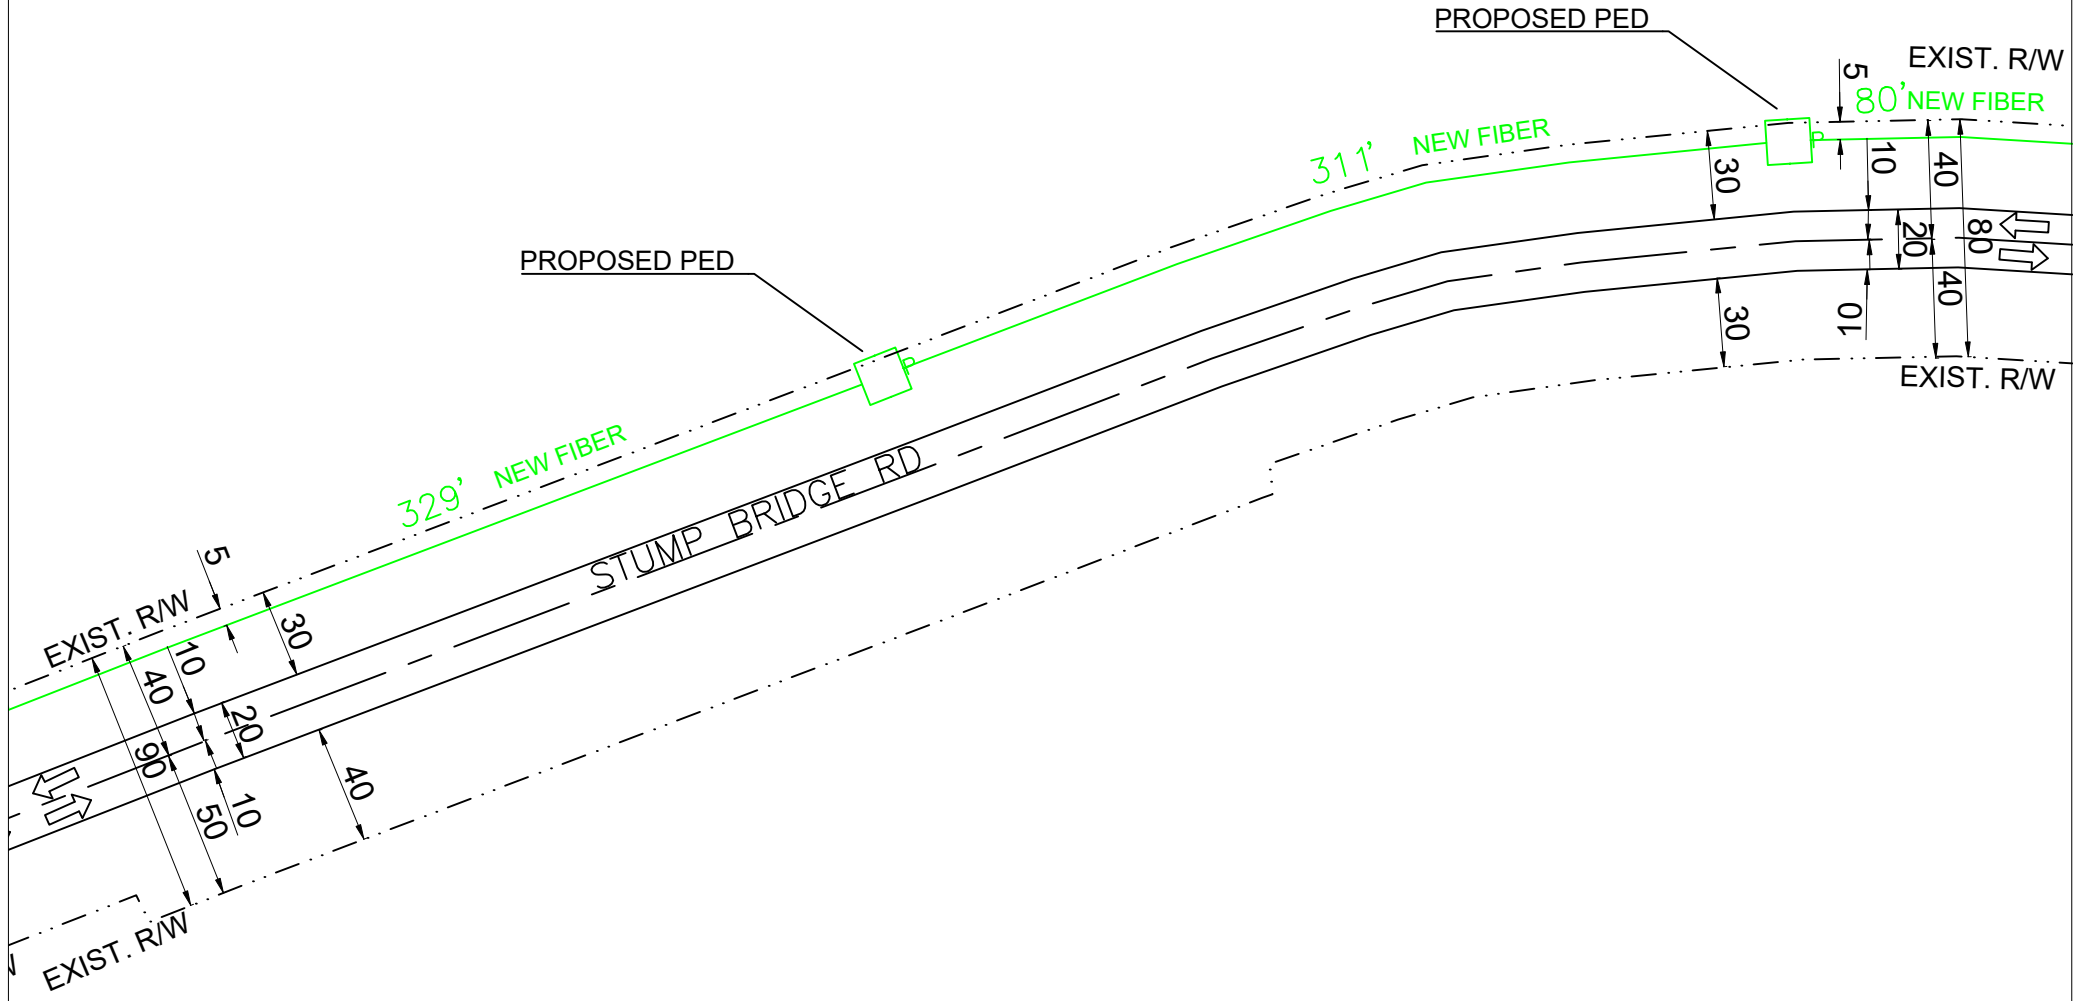 PROPOSED PED
EXIST. R/W
5
80' NEW FIBER
311' NEW FIBER
30
10
40
20
80
40
10
30
EXIST. R/W
PROPOSED PED
P
P
329' NEW FIBER
STUMP BRIDGE RD
5
EXIST. R/W
30
10
40
20
90
50
10
40
EXIST. R/W